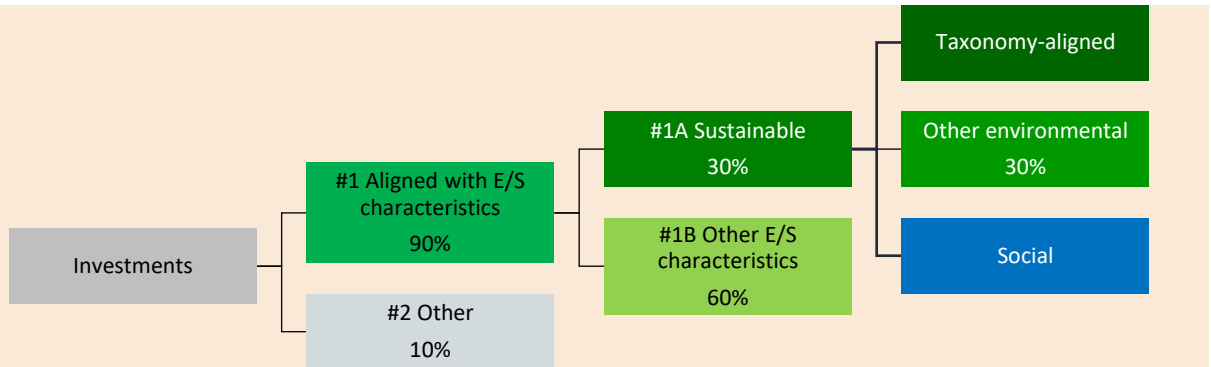 Investments
#1 Aligned with E/S
characteristics
90%
#2 Other
10%
#1A Sustainable
30%
#1B Other E/S
characteristics
60%
Taxonomy-aligned
Other environmental
30%
Social